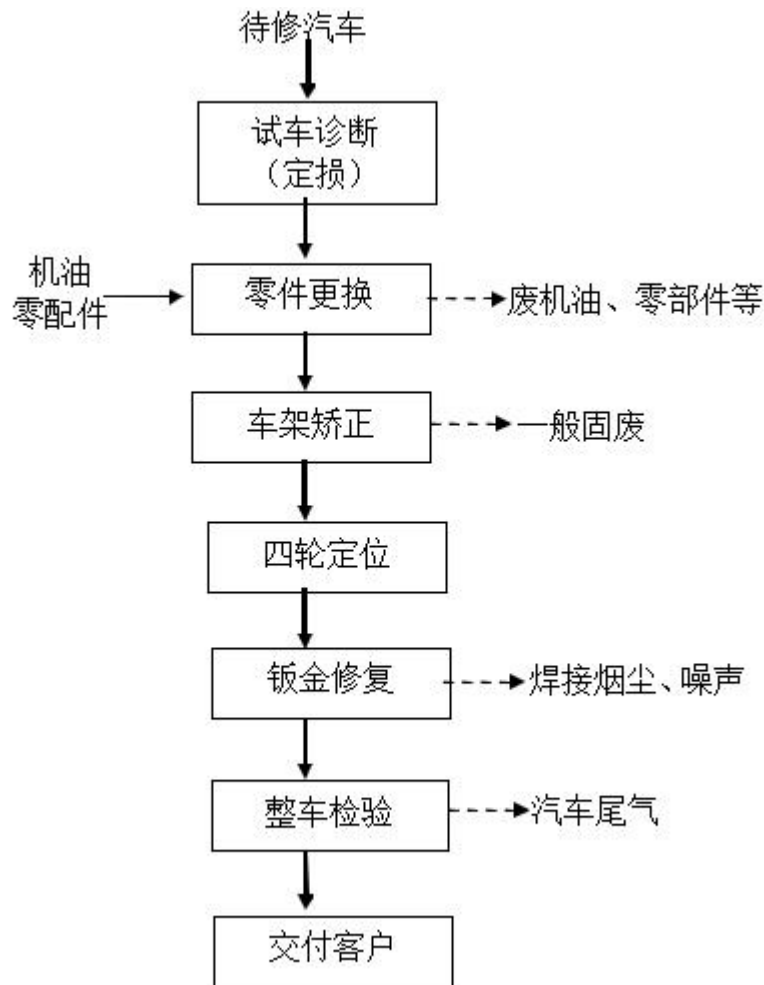 待修汽车
试车诊断
（定损）
机油
零配件
零件更换
废机油、零部件等
车架矫正
一般固废
四轮定位
钣金修复
焊接烟尘、噪声
整车检验
汽车尾气
交付客户